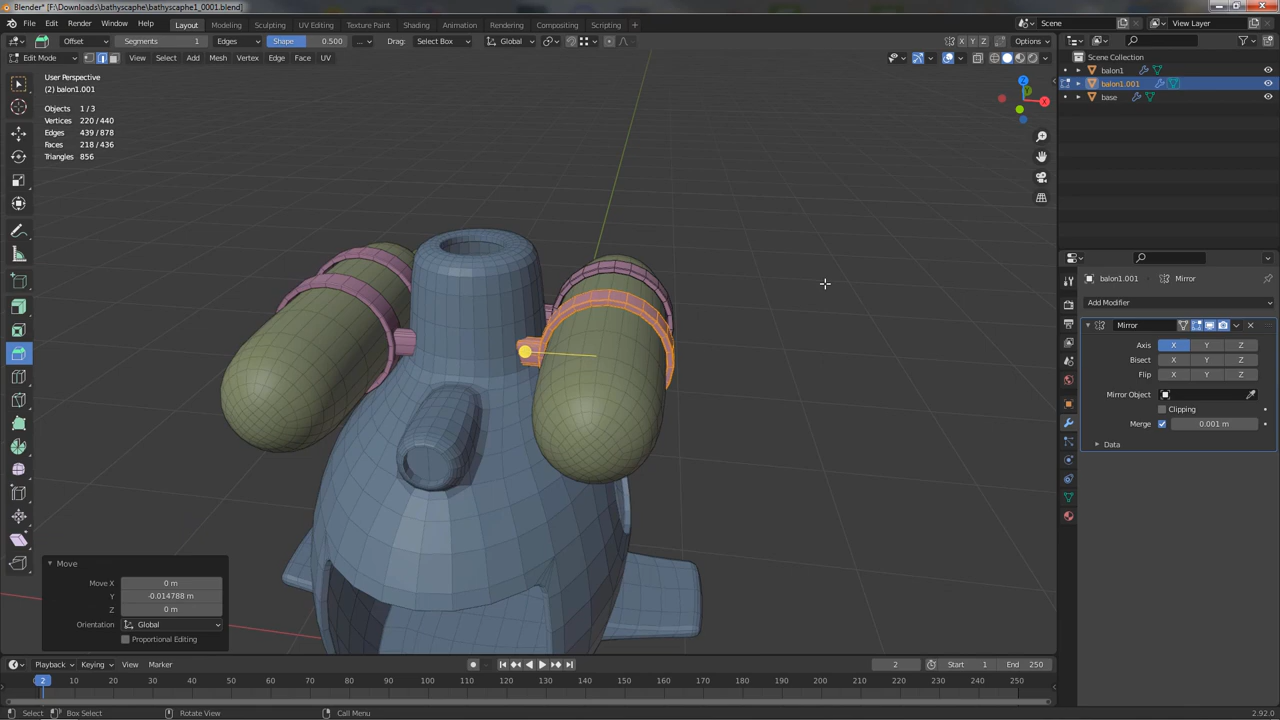 Blender* [F:\Downloads\bathyscaphe\bathyscaphe1_0001.blend]
File Edit Render Window Help Layout Modeling Sculpting UV Editing Texture Paint Shading Animation Rendering Compositing Scripting Scene View Layer
Offset Segments 1 Edges Shape 0.500 ... Drag: Select Box Global X Y Z Options
Edit Mode View Select Add Mesh Vertex Edge Face UV
Scene Collection
balon1
balon1.001
base
User Perspective
(2) balon1.001
Objects 1/3
Vertices 220/440
Edges 439/878
Faces 218/436
Triangles 856
Z
X
balon1.001 Mirror
Add Modifier
Mirror
Axis X Y Z
Bisect X Y Z
Flip X Y Z
Mirror Object
Clipping
Merge 0.001 m
Data
Move
Move X 0 m
Y -0.014788 m
Z 0 m
Orientation Global
Proportional Editing
Playback Keying View Marker 2 Start 1 End 250
2 10 20 30 40 50 60 70 80 90 100 110 120 130 140 150 160 170 180 190 200 210 220 230 240 250
Select Box Select Rotate View Call Menu 2.92.0